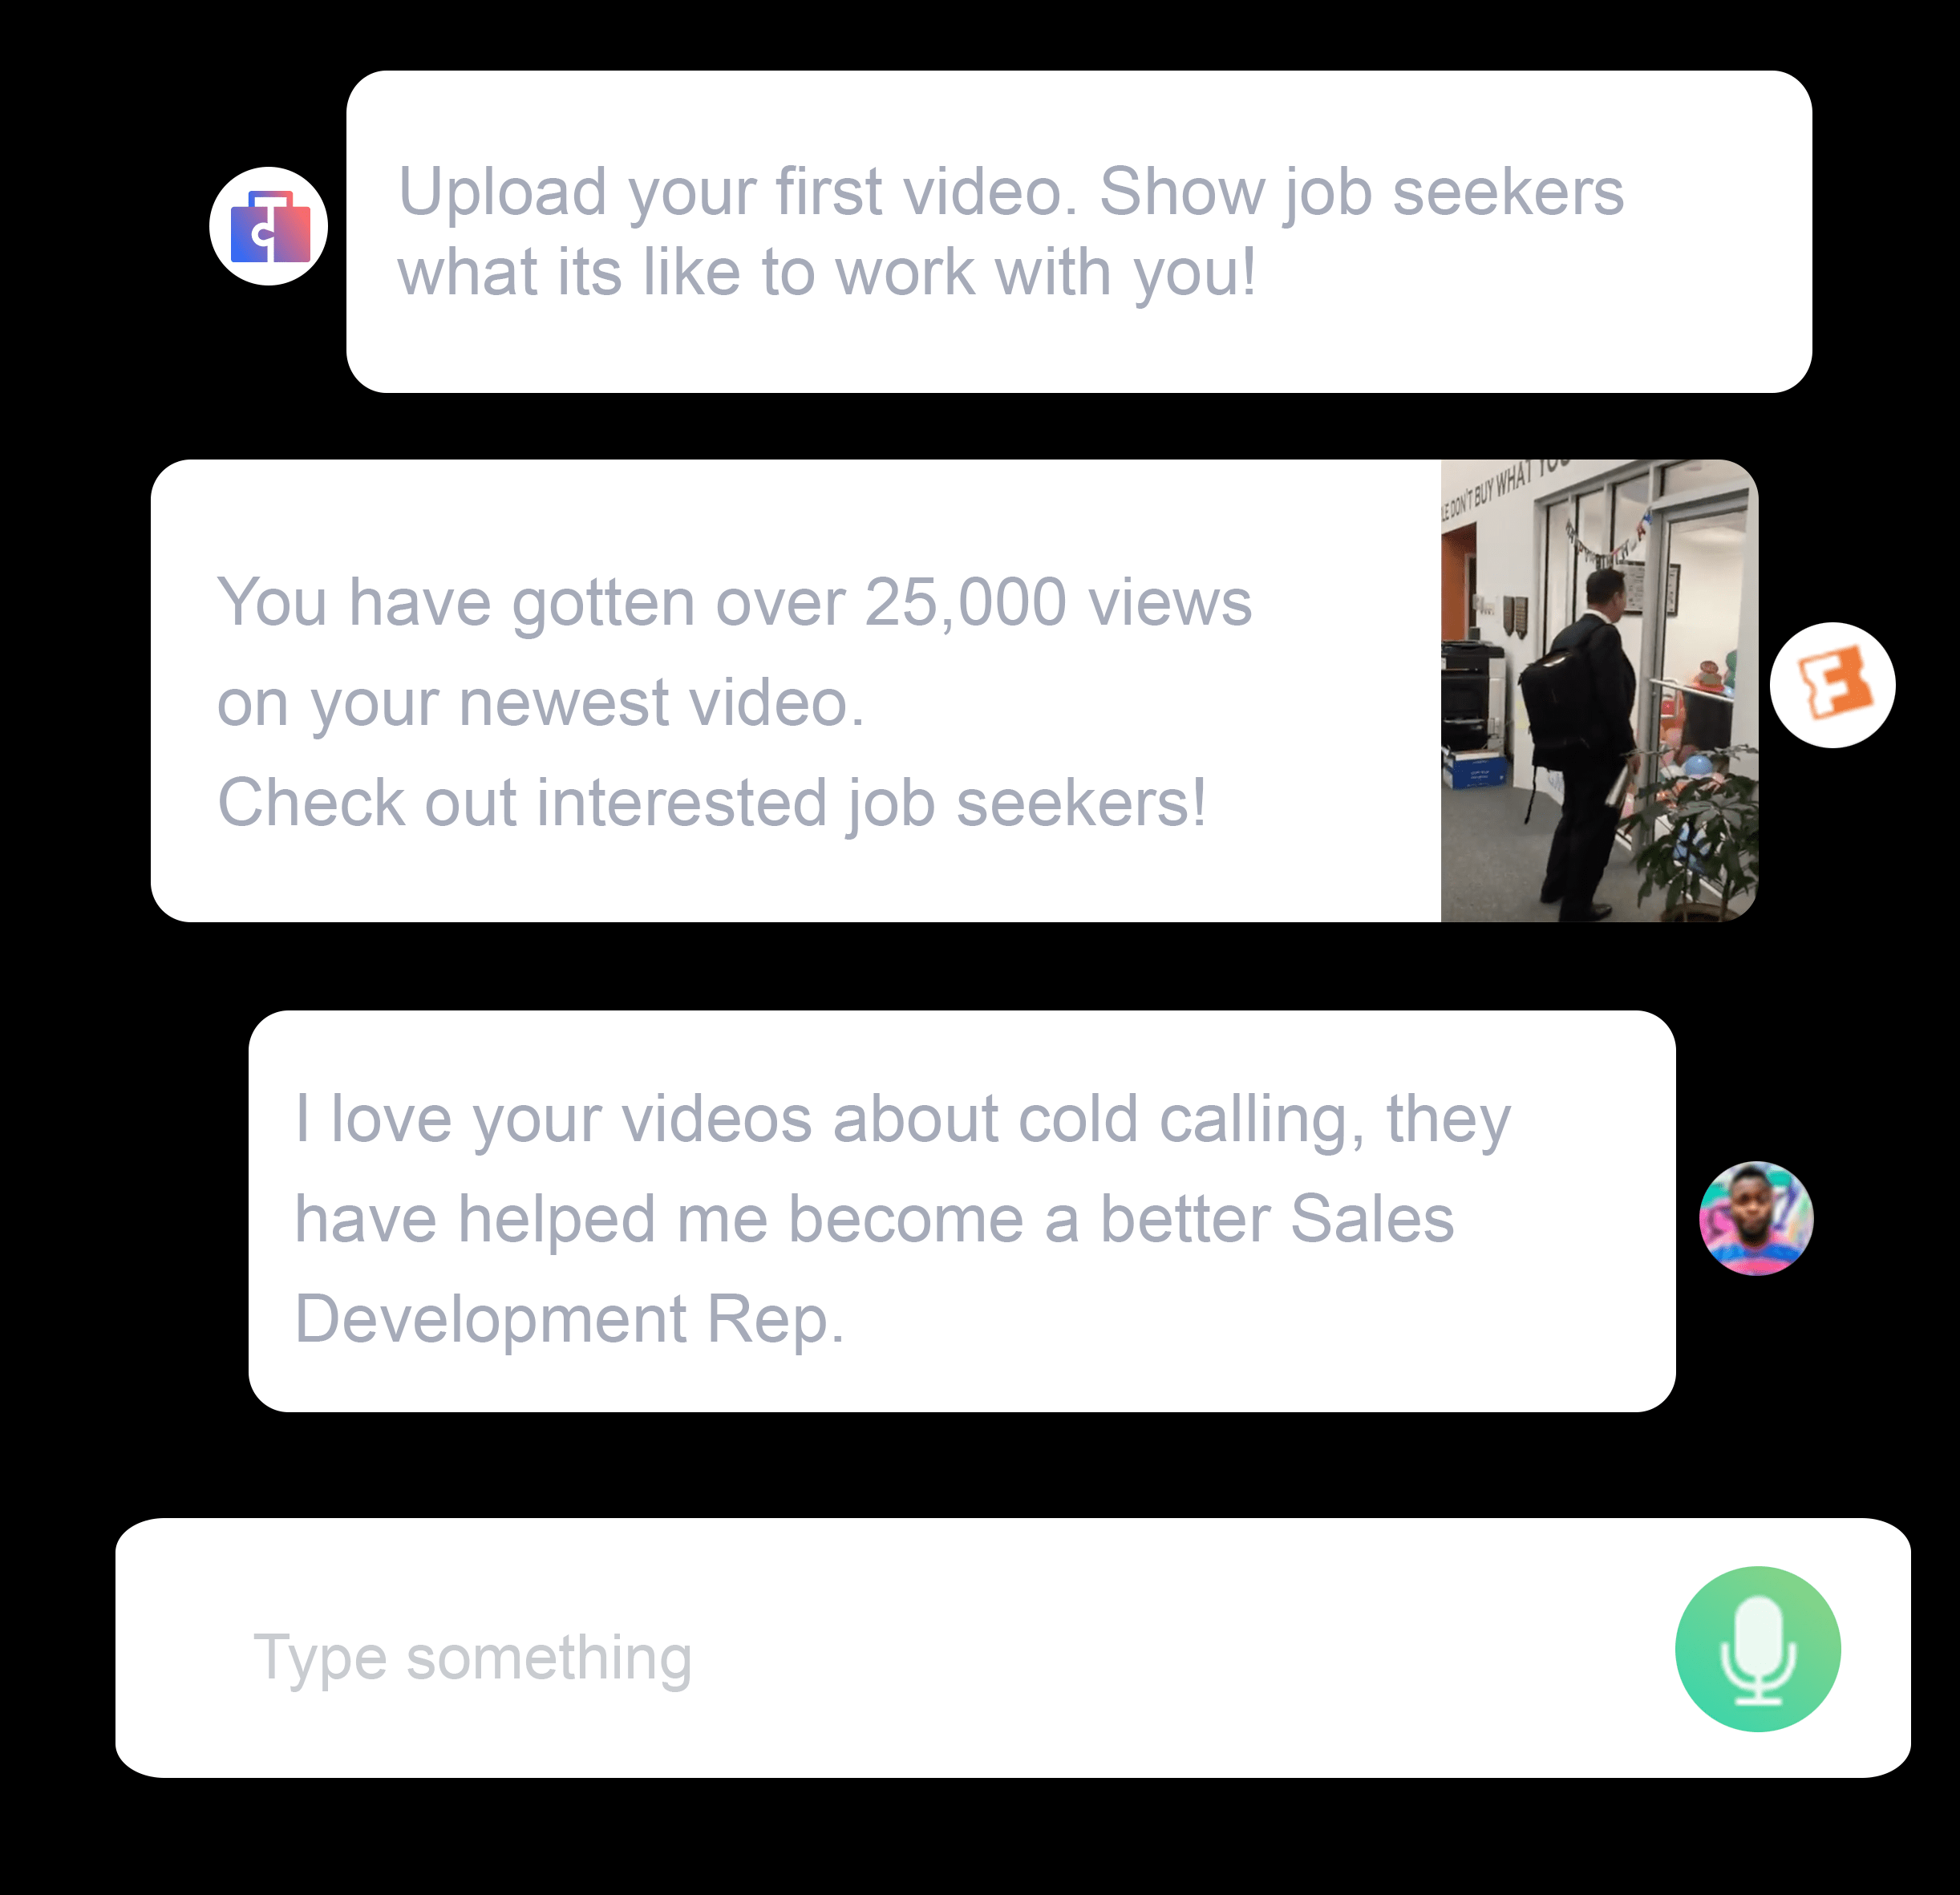 Upload your first video. Show job seekers
what its like to work with you!
DON'T BUY WHAT YOU
You have gotten over 25,000 views
on your newest video.
Check out interested job seekers!
I love your videos about cold calling, they
have helped me become a better Sales
Development Rep.
Type something